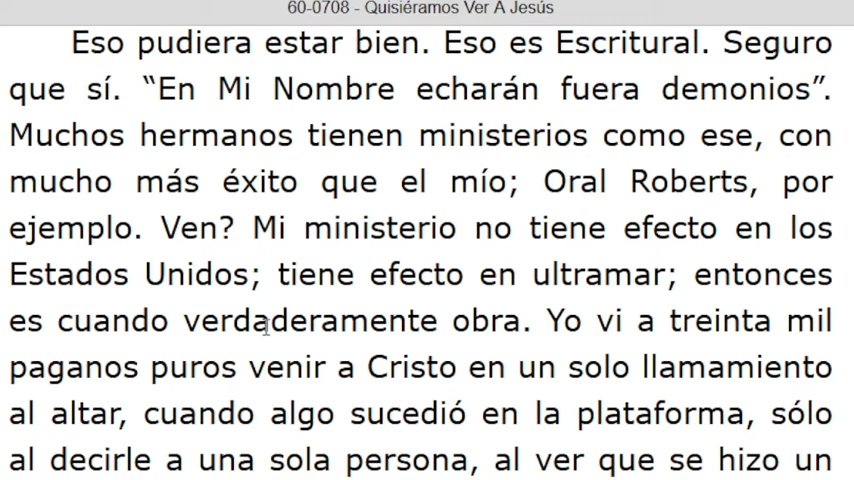 60-0708 - Quisiéramos Ver A Jesús
Eso pudiera estar bien. Eso es Escritural. Seguro
que sí. “En Mi Nombre echarán fuera demonios”.
Muchos hermanos tienen ministerios como ese, con
mucho más éxito que el mío; Oral Roberts, por
ejemplo. Ven? Mi ministerio no tiene efecto en los
Estados Unidos; tiene efecto en ultramar; entonces
es cuando verdaderamente obra. Yo vi a treinta mil
paganos puros venir a Cristo en un solo llamamiento
al altar, cuando algo sucedió en la plataforma, sólo
al decirle a una sola persona, al ver que se hizo un